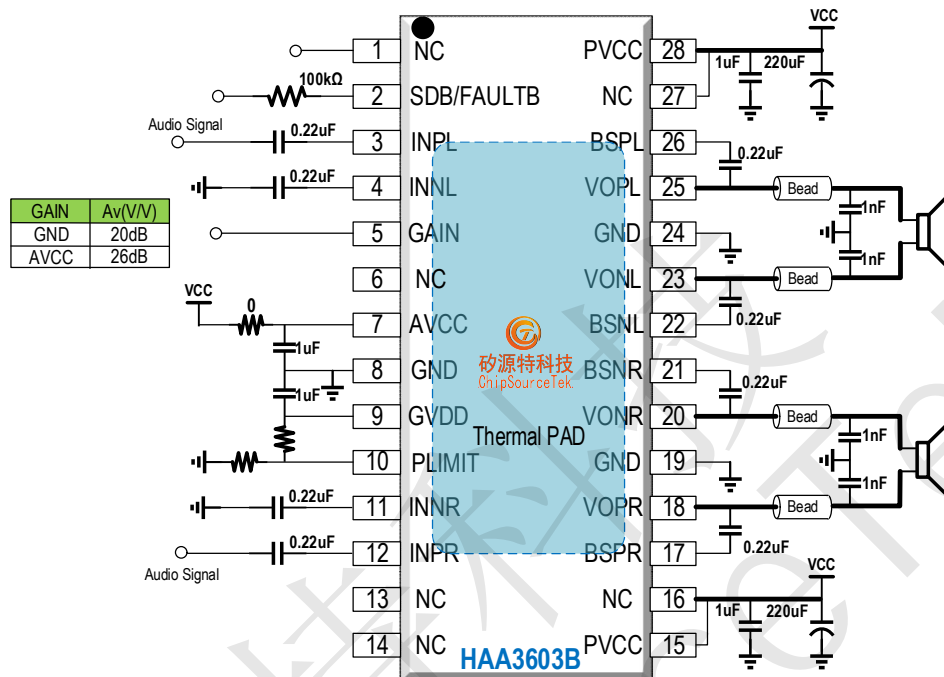 VCC
1 NC PVCC 28 1uF 220uF
100kΩ
2 SDB/FAULTB NC 27
Audio Signal 0.22uF
3 INPL BSPL 26
0.22uF 0.22uF
4 INNL VOPL 25 Bead
1nF
GAIN Av(V/V)
GND 20dB
AVCC 26dB
5 GAIN GND 24
1nF
6 NC VONL 23 Bead
VCC 0
7 AVCC BSNL 22 0.22uF
1uF
矽源特科技
ChipSourceTek
8 GND BSNR 21
1uF 0.22uF
9 GVDD VONR 20 Bead
Thermal PAD
1nF
10 PLIMIT GND 19
1nF
0.22uF
11 INNR VOPR 18 Bead
0.22uF
12 INPR BSPR 17 0.22uF
Audio Signal
VCC
13 NC NC 16 1uF 220uF
14 NC PVCC 15
HAA3603B